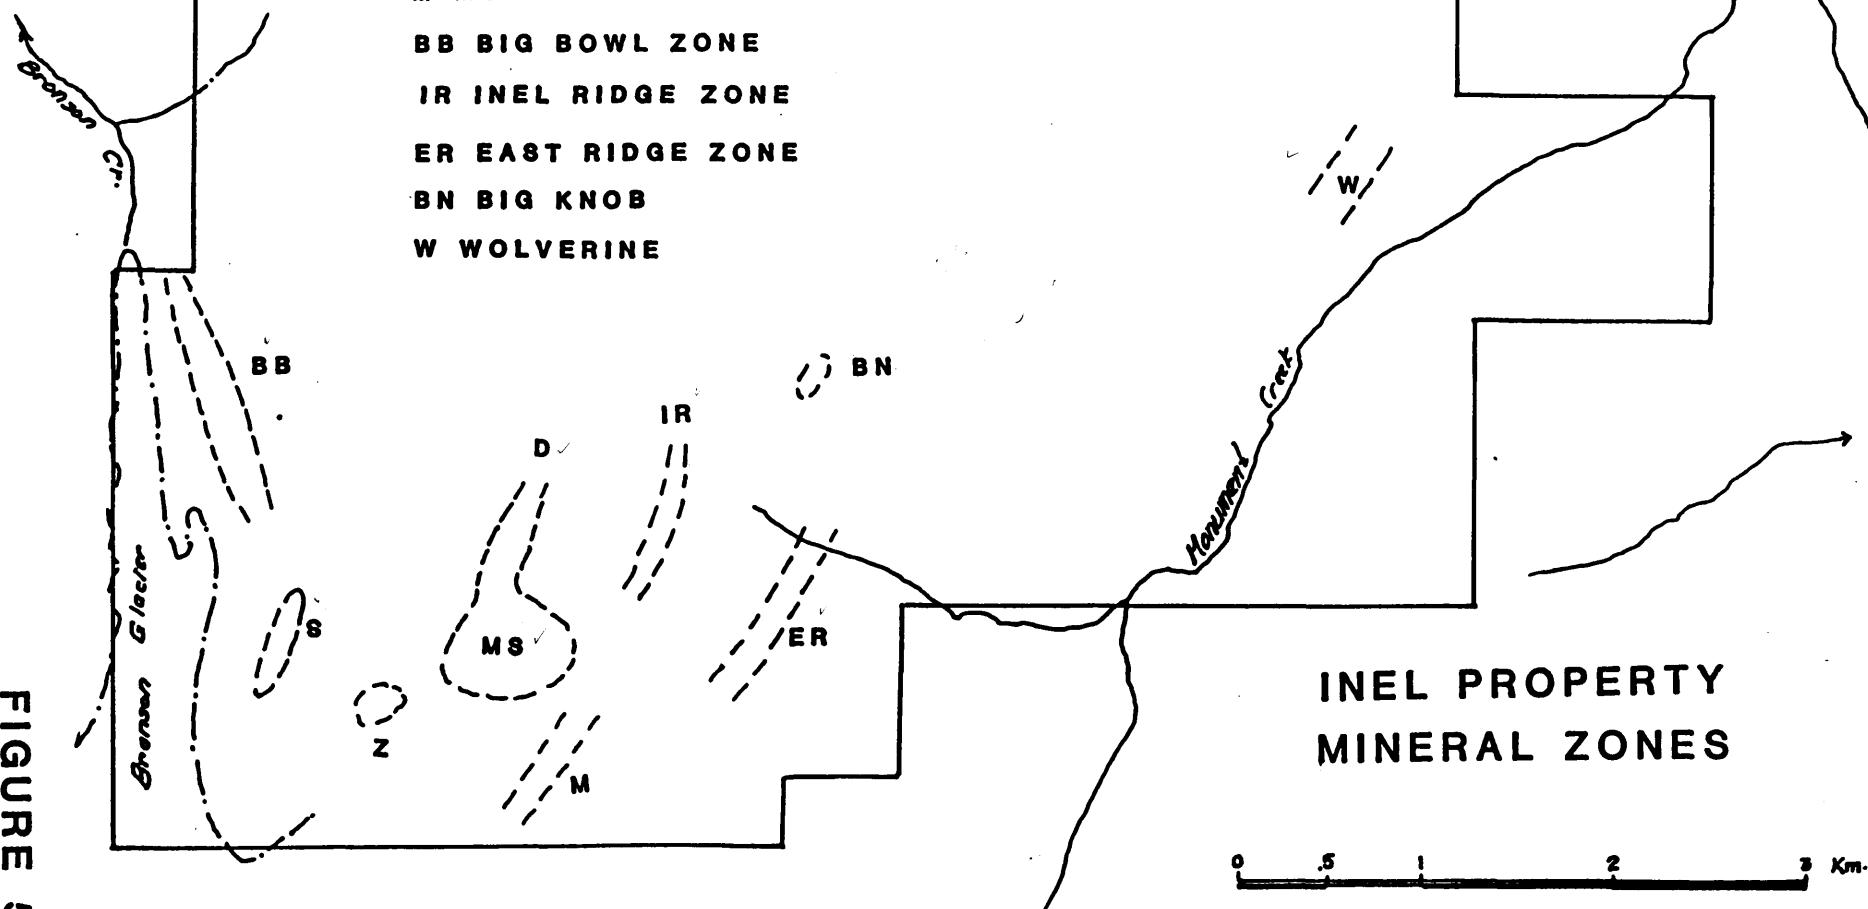 BB BIG BOWL ZONE
IR INEL RIDGE ZONE
ER EAST RIDGE ZONE
BN BIG KNOB
W WOLVERINE
Bronson Cr.
W
BB
BN
IR
D
Creek
Monument
S
MS
ER
Z
M
Bronson Glacier
INEL PROPERTY
MINERAL ZONES
0 .5 1 2 3 Km.
FIGURE